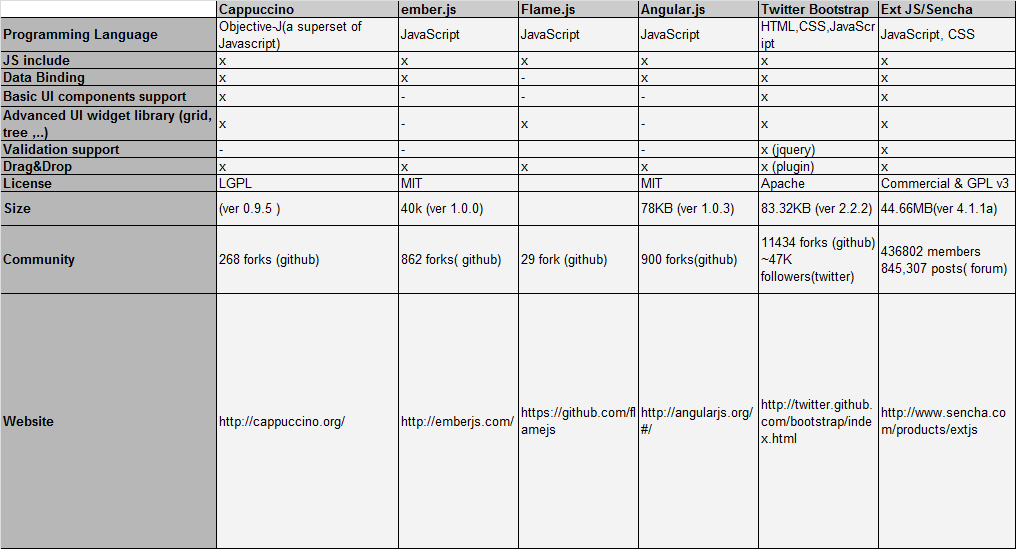 Cappuccino ember.js Flame.js Angular.js Twitter Bootstrap Ext JS/Sencha
Programming Language Objective-J(a superset of JavaScript JavaScript JavaScript HTML,CSS,JavaSc JavaScript, CSS
Javascript) ript
JS include x x x x x x
Data Binding x x - x x x
Basic UI components support x - - - x x
Advanced UI widget library (grid, x - x - x x
tree ,..)
Validation support - - - x (jquery) x
Drag&Drop x x x x x (plugin) x
License LGPL MIT MIT Apache Commercial & GPL v3
Size (ver 0.9.5 ) 40k (ver 1.0.0) 78KB (ver 1.0.3) 83.32KB (ver 2.2.2) 44.66MB(ver 4.1.1a)
Community 268 forks (github) 862 forks( github) 29 fork (github) 900 forks(github) 11434 forks (github) 436802 members
~47K 845,307 posts( forum)
followers(twitter)
Website http://cappuccino.org/ http://emberjs.com/ https://github.com/fl http://angularjs.org/ http://twitter.github. http://www.sencha.co
amejs #/ com/bootstrap/inde m/products/extjs
x.html